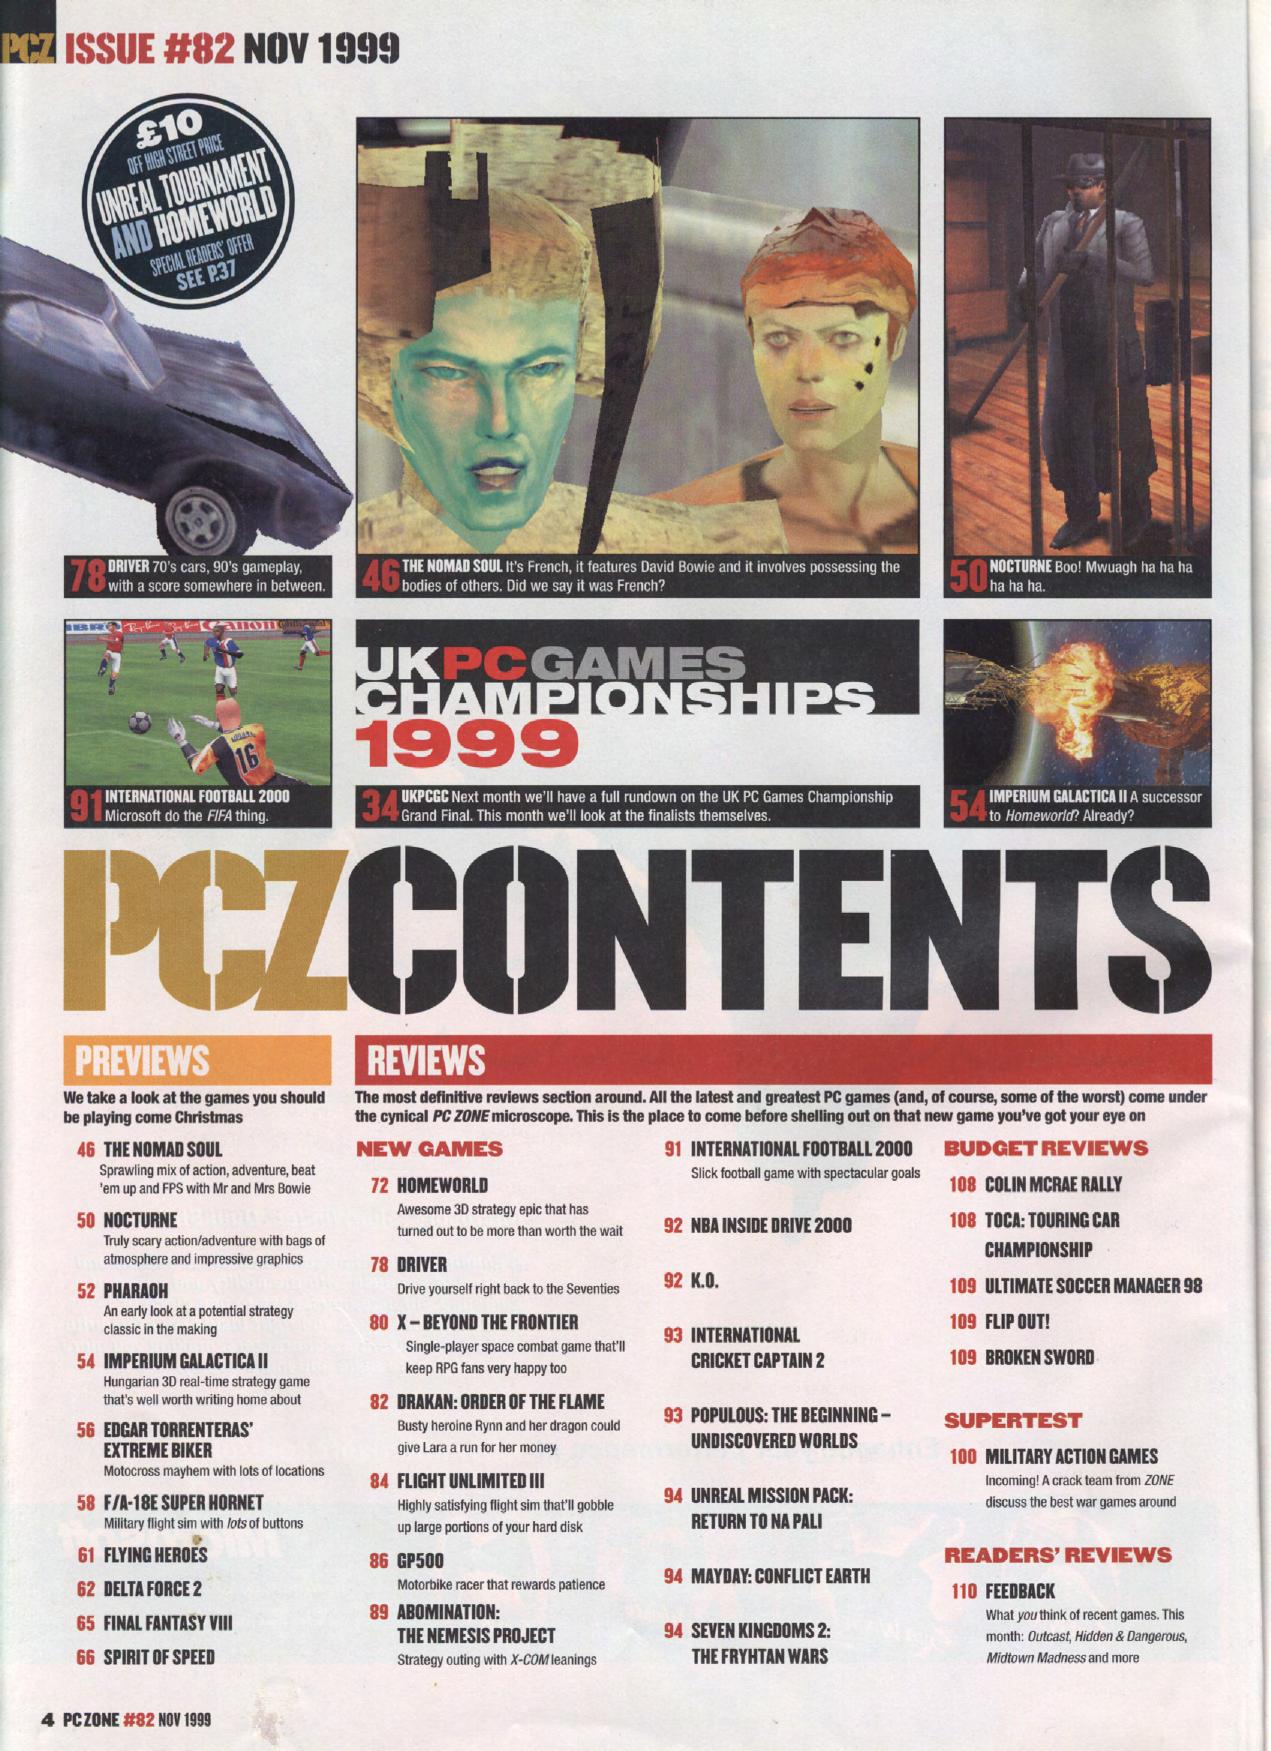 PCZ ISSUE #82 NOV 1999
£10
OFF HIGH STREET PRICE
UNREAL TOURNAMENT
AND HOMEWORLD
SPECIAL READERS' OFFER
SEE P.37
78 DRIVER 70's cars, 90's gameplay,
with a score somewhere in between.
46 THE NOMAD SOUL It's French, it features David Bowie and it involves possessing the
bodies of others. Did we say it was French?
50 NOCTURNE Boo! Mwuagh ha ha ha
ha ha ha.
Canon
16
91 INTERNATIONAL FOOTBALL 2000
Microsoft do the FIFA thing.
UK PC GAMES
CHAMPIONSHIPS
1999
34 UKPCGC Next month we'll have a full rundown on the UK PC Games Championship
Grand Final. This month we'll look at the finalists themselves.
54 IMPERIUM GALACTICA II A successor
to Homeworld? Already?
PCZCONTENTS
PREVIEWS
We take a look at the games you should
be playing come Christmas
46 THE NOMAD SOUL
Sprawling mix of action, adventure, beat
'em up and FPS with Mr and Mrs Bowie
50 NOCTURNE
Truly scary action/adventure with bags of
atmosphere and impressive graphics
52 PHARAOH
An early look at a potential strategy
classic in the making
54 IMPERIUM GALACTICA II
Hungarian 3D real-time strategy game
that's well worth writing home about
56 EDGAR TORRENTERAS'
EXTREME BIKER
Motocross mayhem with lots of locations
58 F/A-18E SUPER HORNET
Military flight sim with lots of buttons
61 FLYING HEROES
62 DELTA FORCE 2
65 FINAL FANTASY VIII
66 SPIRIT OF SPEED
REVIEWS
The most definitive reviews section around. All the latest and greatest PC games (and, of course, some of the worst) come under
the cynical PC ZONE microscope. This is the place to come before shelling out on that new game you've got your eye on
NEW GAMES
72 HOMEWORLD
Awesome 3D strategy epic that has
turned out to be more than worth the wait
78 DRIVER
Drive yourself right back to the Seventies
80 X – BEYOND THE FRONTIER
Single-player space combat game that'll
keep RPG fans very happy too
82 DRAKAN: ORDER OF THE FLAME
Busty heroine Rynn and her dragon could
give Lara a run for her money
84 FLIGHT UNLIMITED III
Highly satisfying flight sim that'll gobble
up large portions of your hard disk
86 GP500
Motorbike racer that rewards patience
89 ABOMINATION:
THE NEMESIS PROJECT
Strategy outing with X-COM leanings
91 INTERNATIONAL FOOTBALL 2000
Slick football game with spectacular goals
92 NBA INSIDE DRIVE 2000
92 K.O.
93 INTERNATIONAL
CRICKET CAPTAIN 2
93 POPULOUS: THE BEGINNING –
UNDISCOVERED WORLDS
94 UNREAL MISSION PACK:
RETURN TO NA PALI
94 MAYDAY: CONFLICT EARTH
94 SEVEN KINGDOMS 2:
THE FRYHTAN WARS
BUDGET REVIEWS
108 COLIN MCRAE RALLY
108 TOCA: TOURING CAR
CHAMPIONSHIP
109 ULTIMATE SOCCER MANAGER 98
109 FLIP OUT!
109 BROKEN SWORD
SUPERTEST
100 MILITARY ACTION GAMES
Incoming! A crack team from ZONE
discuss the best war games around
READERS' REVIEWS
110 FEEDBACK
What you think of recent games. This
month: Outcast, Hidden & Dangerous,
Midtown Madness and more
4 PC ZONE #82 NOV 1999